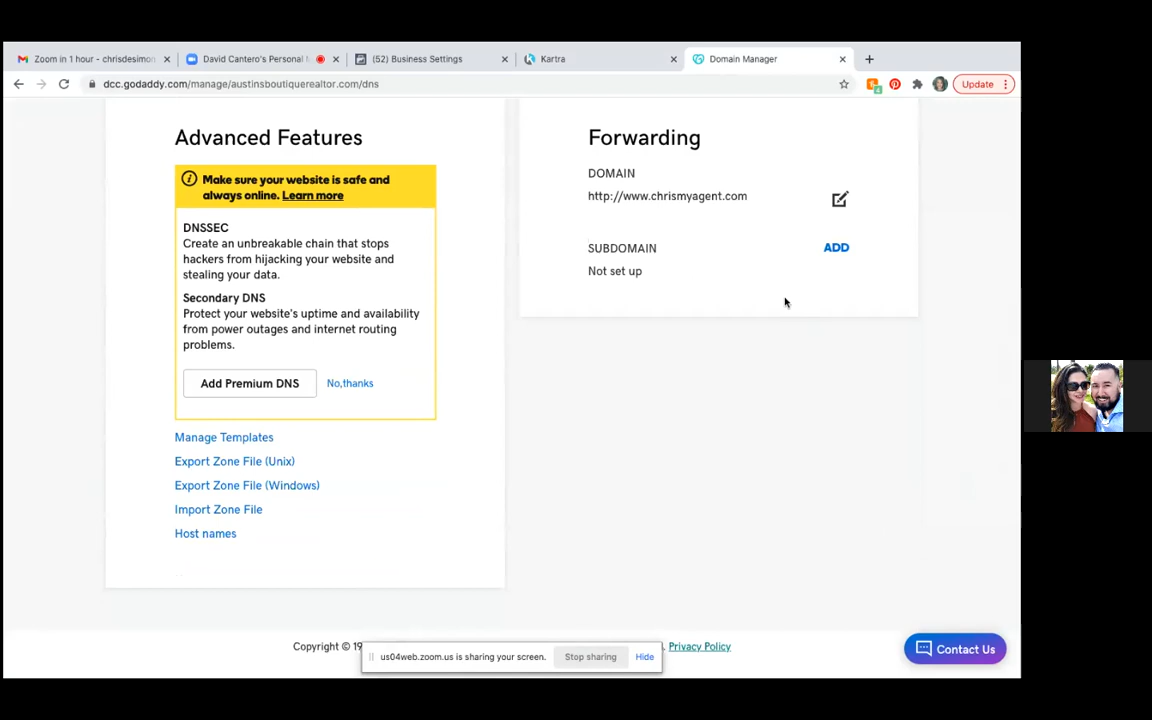 Zoom in 1 hour - chrisdesimon
David Cantero's Personal
(52) Business Settings
Kartra
Domain Manager
dcc.godaddy.com/manage/austinsboutiquerealtor.com/dns
Update
Advanced Features
Make sure your website is safe and
always online. Learn more
DNSSEC
Create an unbreakable chain that stops
hackers from hijacking your website and
stealing your data.
Secondary DNS
Protect your website's uptime and availability
from power outages and internet routing
problems.
Add Premium DNS
No,thanks
Manage Templates
Export Zone File (Unix)
Export Zone File (Windows)
Import Zone File
Host names
Forwarding
DOMAIN
http://www.chrismyagent.com
SUBDOMAIN
ADD
Not set up
Copyright © 19
Privacy Policy
us04web.zoom.us is sharing your screen.
Stop sharing
Hide
Contact Us